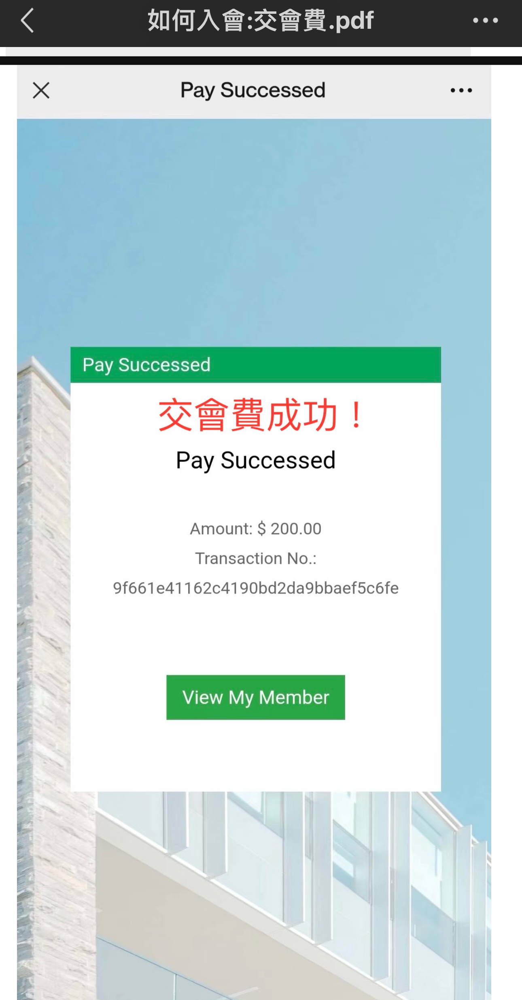 如何入會:交會費.pdf
Pay Successed
Pay Successed
交會費成功！
Pay Successed
Amount: $ 200.00
Transaction No.:
9f661e41162c4190bd2da9bbaef5c6fe
View My Member